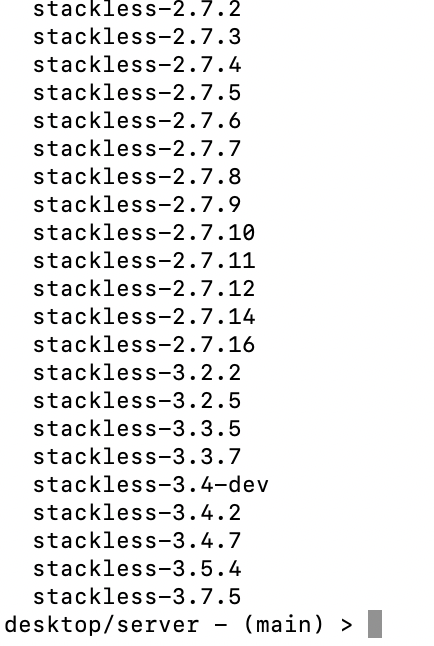 stackless-2.7.2
stackless-2.7.3
stackless-2.7.4
stackless-2.7.5
stackless-2.7.6
stackless-2.7.7
stackless-2.7.8
stackless-2.7.9
stackless-2.7.10
stackless-2.7.11
stackless-2.7.12
stackless-2.7.14
stackless-2.7.16
stackless-3.2.2
stackless-3.2.5
stackless-3.3.5
stackless-3.3.7
stackless-3.4-dev
stackless-3.4.2
stackless-3.4.7
stackless-3.5.4
stackless-3.7.5
desktop/server - (main) >